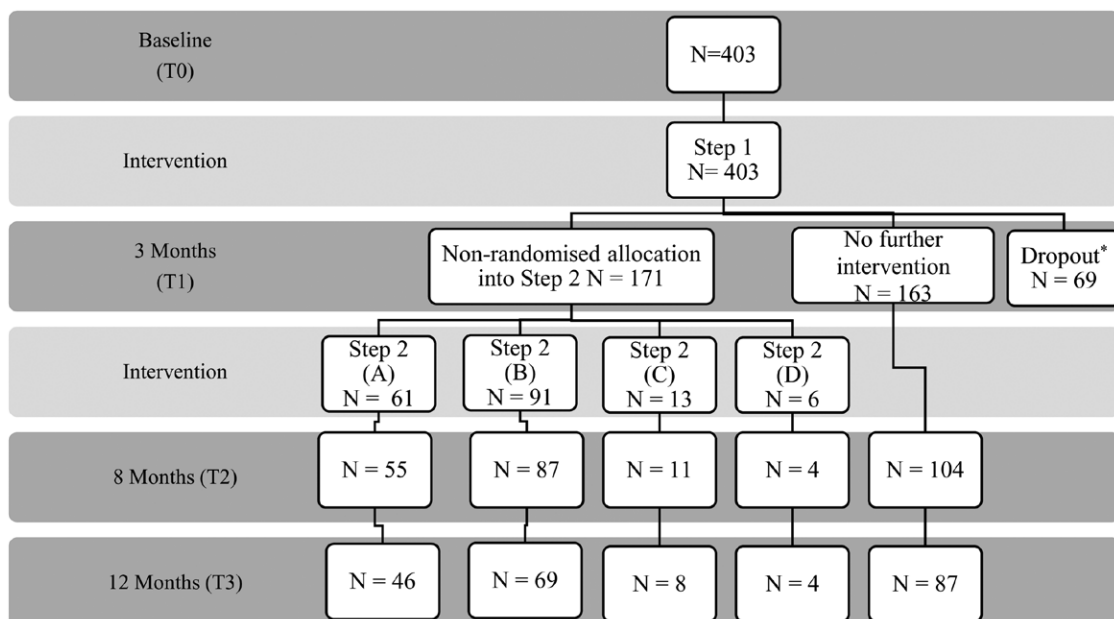 Baseline
(T0)
N=403
Intervention
Step 1
N= 403
3 Months
(T1)
Non-randomised allocation
into Step 2 N = 171
No further
intervention
N = 163
Dropout*
N = 69
Intervention
Step 2
(A)
N = 61
Step 2
(B)
N = 91
Step 2
(C)
N = 13
Step 2
(D)
N = 6
8 Months (T2)
N = 55
N = 87
N = 11
N = 4
N = 104
12 Months (T3)
N = 46
N = 69
N = 8
N = 4
N = 87